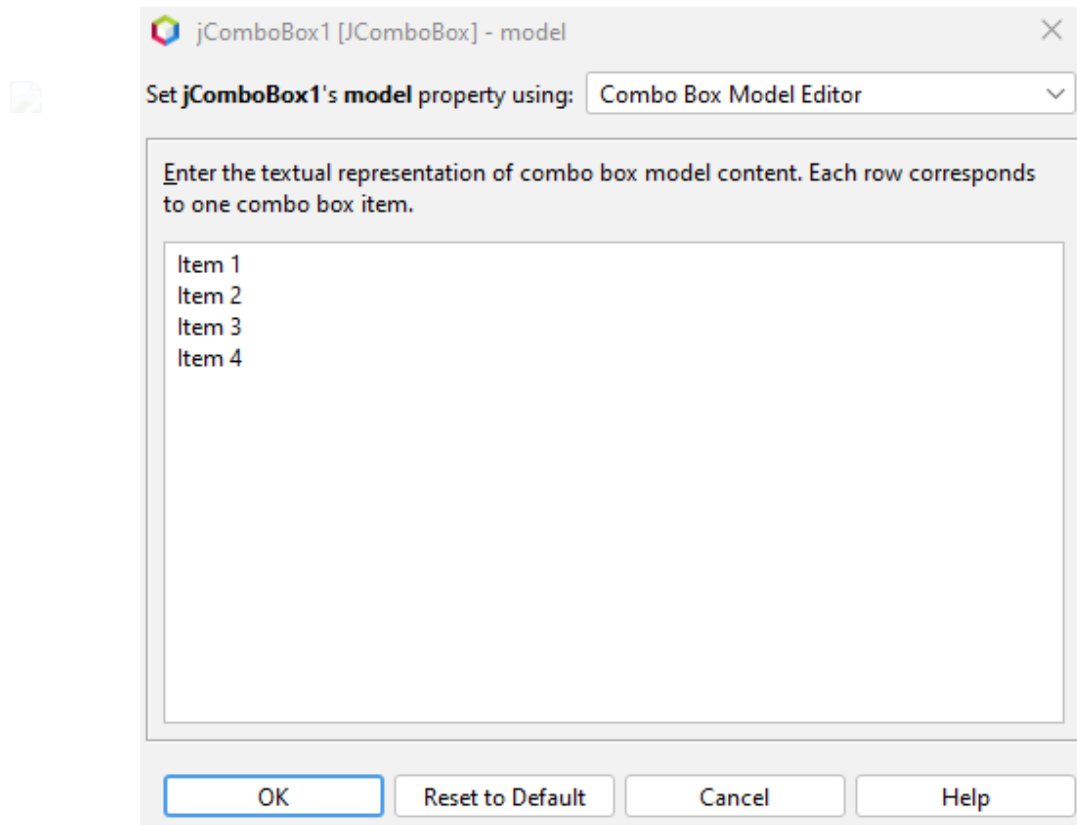 jComboBox1 [JComboBox] - model
Set jComboBox1's model property using: Combo Box Model Editor
Enter the textual representation of combo box model content. Each row corresponds
to one combo box item.
Item 1
Item 2
Item 3
Item 4
OK Reset to Default Cancel Help